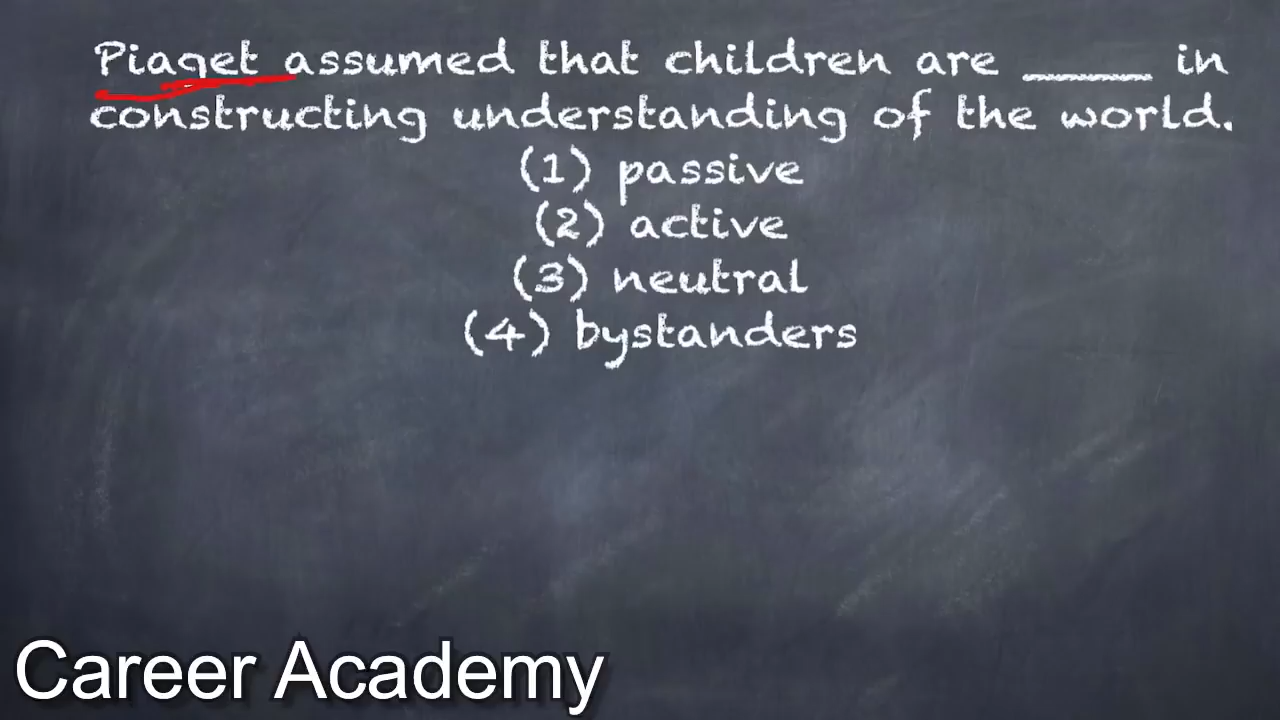 Piaget assumed that children are _____ in
constructing understanding of the world.
(1) passive
(2) active
(3) neutral
(4) bystanders
Career Academy